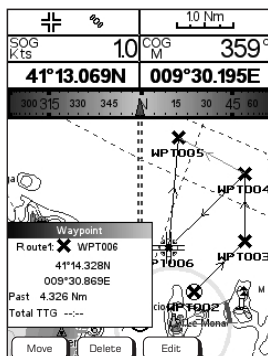 1.0 Nm
SOG Kts 1.0 COG M 359°
41°13.069N 009°30.195E
300 315 330 345 N 15 30 45 60
WPT005
WPT004
Waypoint
Route1: WPT006
41°14.328N
009°30.869E
Past 4.326 Nm
Total TTG --:--
PT006
WPT003
WPT002
Move Delete Edit